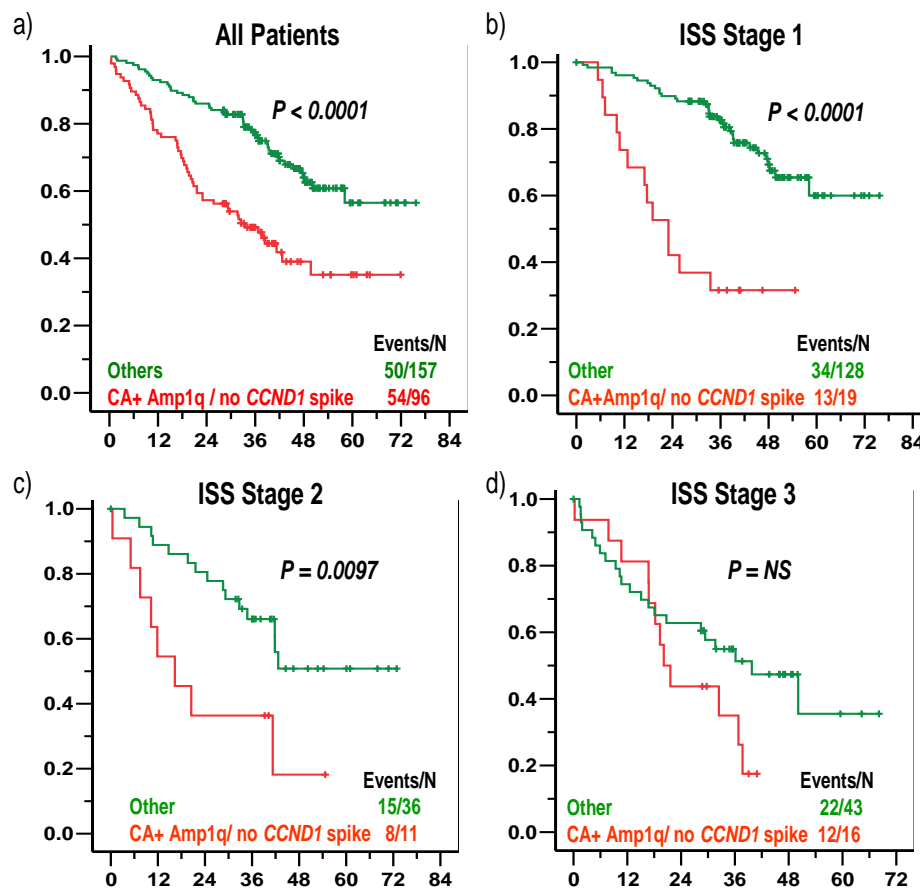 a)
All Patients
1.0
0.8
0.6
0.4
0.2
0.0
P < 0.0001
Events/N
Others 50/157
CA+ Amp1q / no CCND1 spike 54/96
0 12 24 36 48 60 72 84
b)
ISS Stage 1
1.0
0.8
0.6
0.4
0.2
0.0
P < 0.0001
Events/N
Other 34/128
CA+Amp1q/ no CCND1 spike 13/19
0 12 24 36 48 60 72 84
c)
ISS Stage 2
1.0
0.8
0.6
0.4
0.2
0.0
P = 0.0097
Events/N
Other 15/36
CA+ Amp1q/ no CCND1 spike 8/11
0 12 24 36 48 60 72 84
d)
ISS Stage 3
1.0
0.8
0.6
0.4
0.2
0.0
P = NS
Events/N
Other 22/43
CA+ Amp1q/ no CCND1 spike 12/16
0 12 24 36 48 60 72